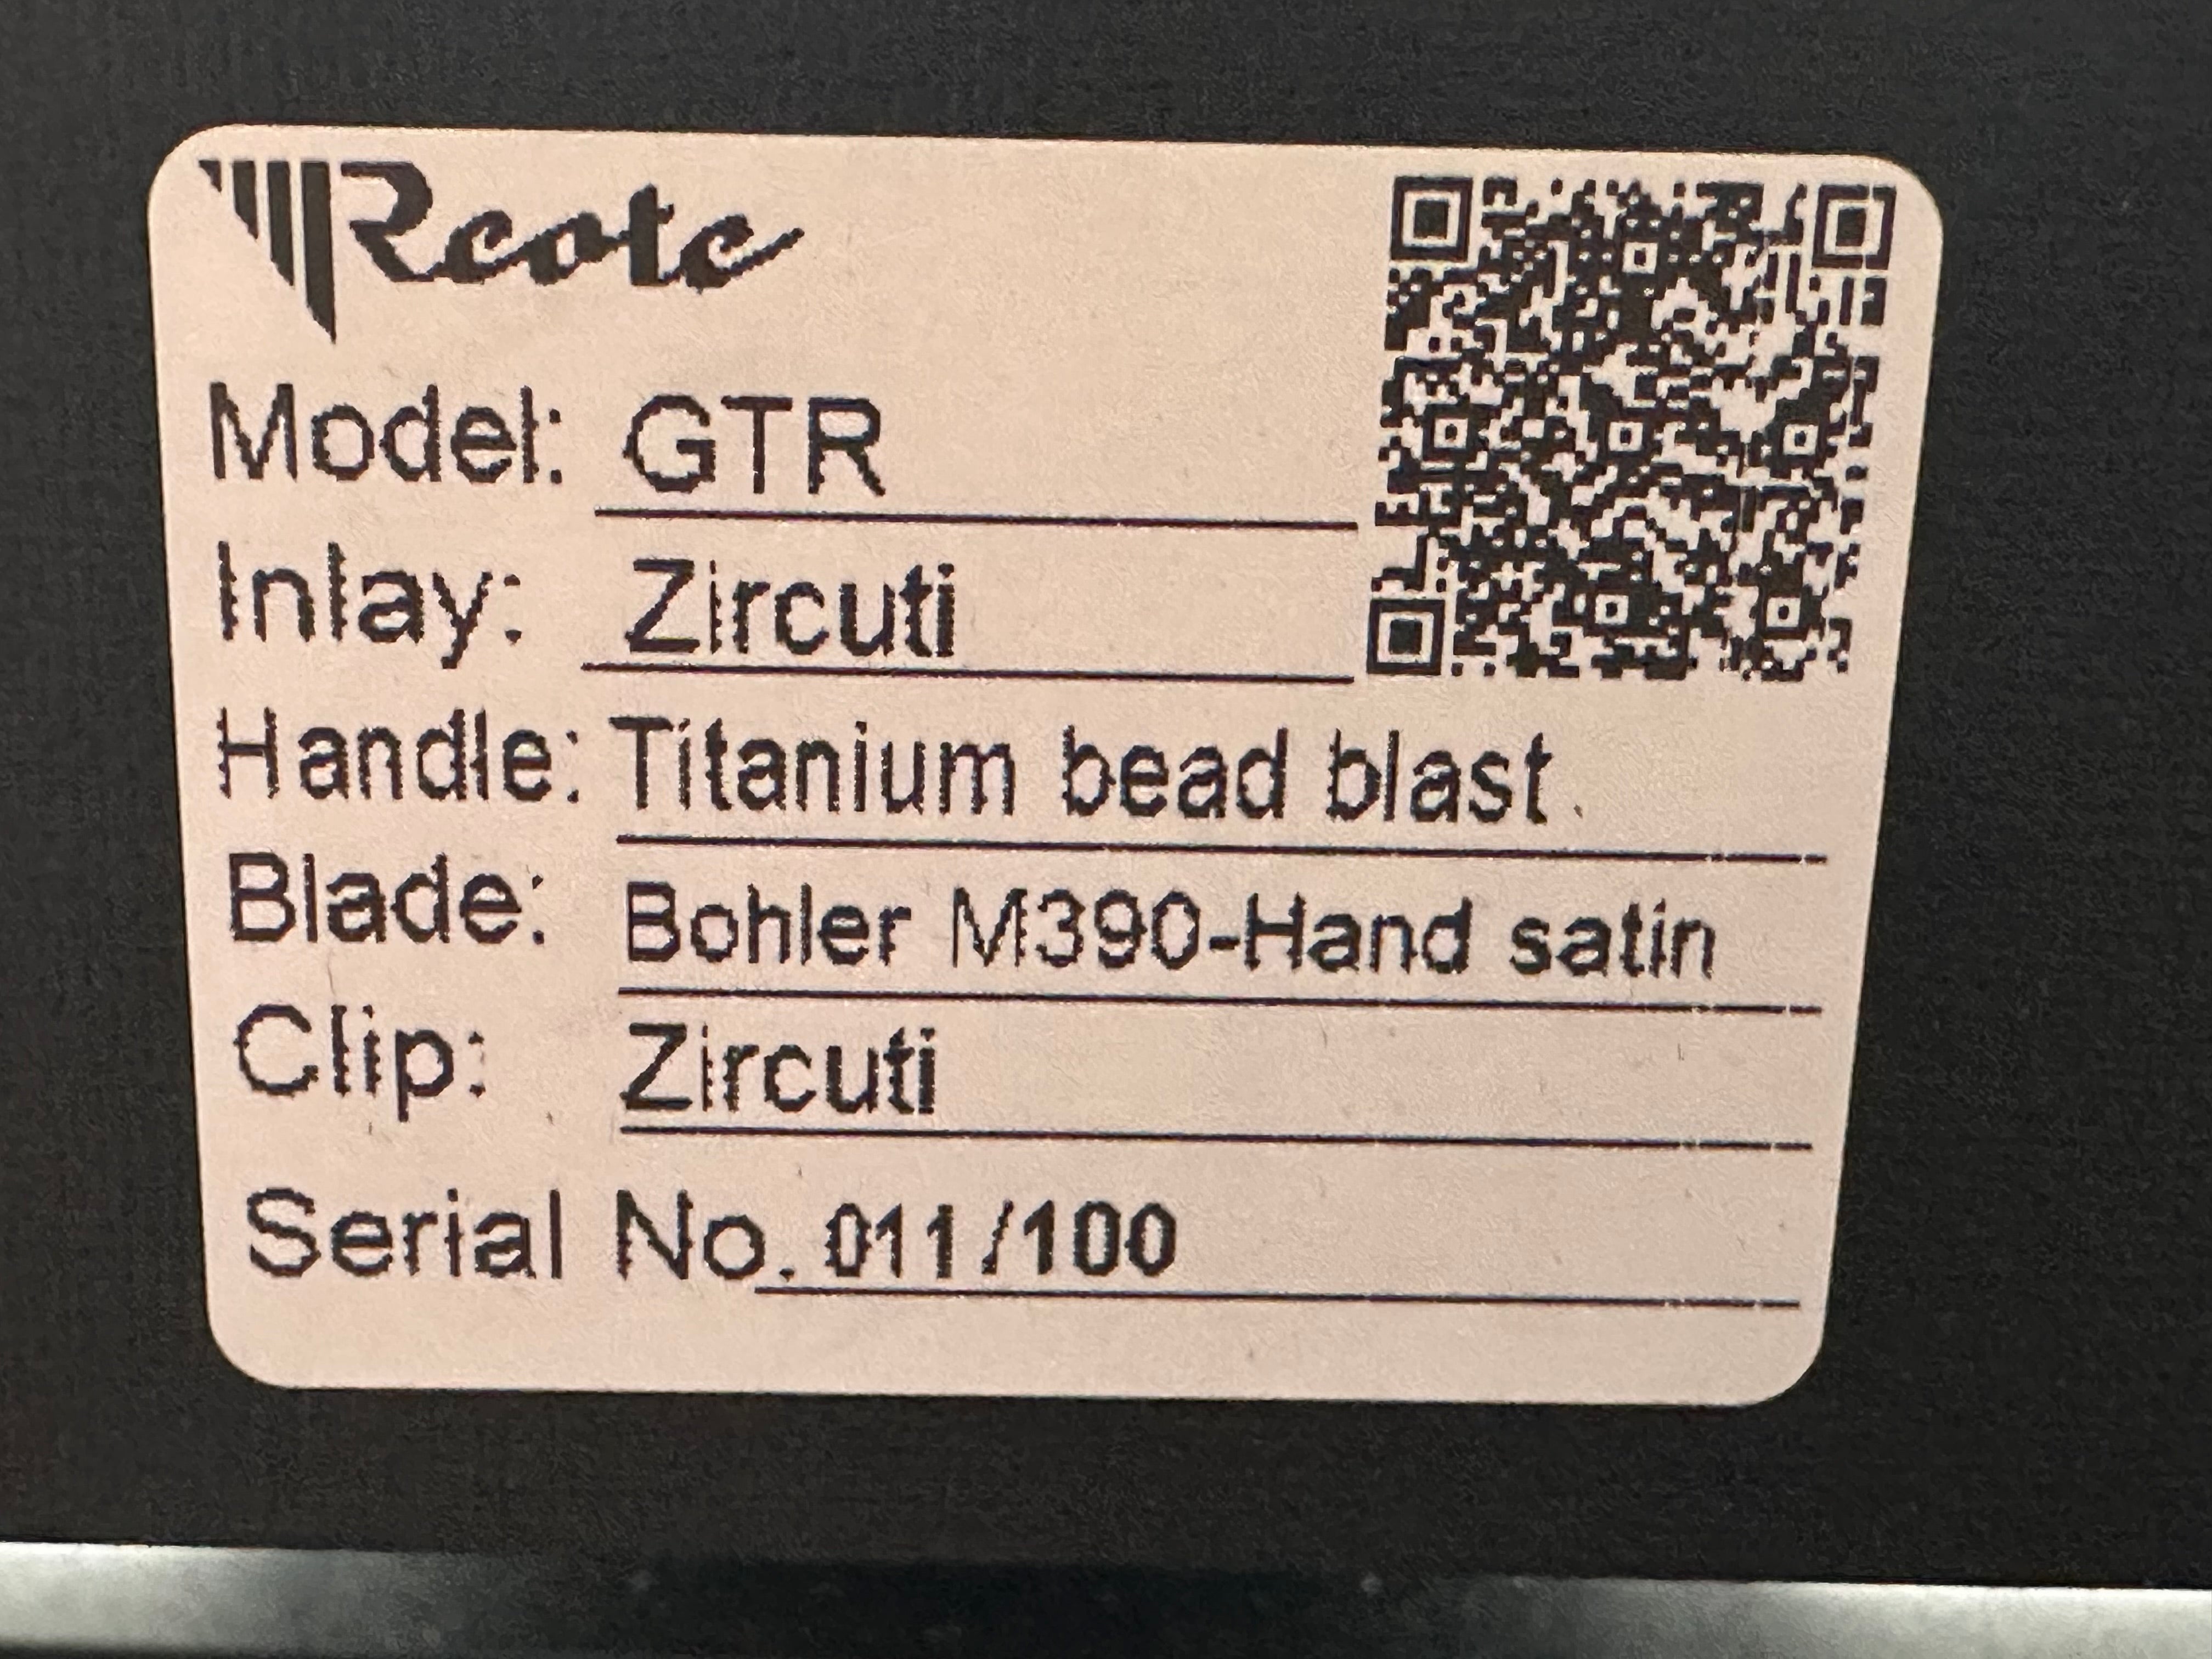 Rcote
Model: GTR
Inlay: Zircuti
Handle: Titanium bead blast.
Blade: Bohler M390-Hand satin
Clip: Zircuti
Serial No. 011/100